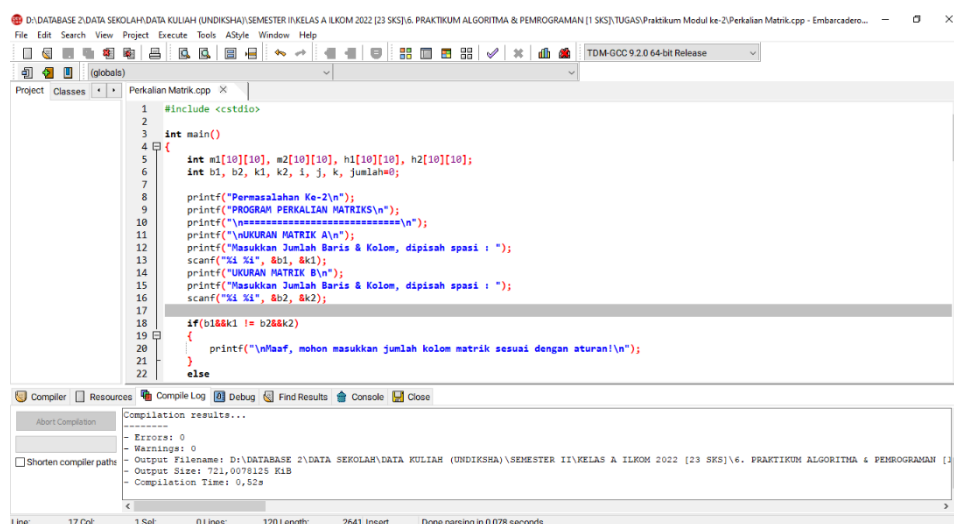 D:\DATABASE 2\DATA SEKOLAH\DATA KULIAH (UNDIKSHA)\SEMESTER II\KELAS A ILKOM 2022 [23 SKS]\6. PRAKTIKUM ALGORITMA & PEMROGRAMAN [1 SKS]\TUGAS\Praktikum Modul ke-2\Perkalian Matrik.cpp - Embarcadero...
File Edit Search View Project Execute Tools AStyle Window Help
TDM-GCC 9.2.0 64-bit Release
(globals)
Project Classes Perkalian Matrik.cpp
1 #include <cstdio>
2
3 int main()
4 {
5 int m1[10][10], m2[10][10], h1[10][10], h2[10][10];
6 int b1, b2, k1, k2, i, j, k, jumlah=0;
7
8 printf("Permasalahan Ke-2\n");
9 printf("PROGRAM PERKALIAN MATRIKS\n");
10 printf("\n============================\n");
11 printf("\nUKURAN MATRIK A\n");
12 printf("Masukkan Jumlah Baris & Kolom, dipisah spasi : ");
13 scanf("%i %i", &b1, &k1);
14 printf("UKURAN MATRIK B\n");
15 printf("Masukkan Jumlah Baris & Kolom, dipisah spasi : ");
16 scanf("%i %i", &b2, &k2);
17
18 if(b1&&k1 != b2&&k2)
19 {
20 printf("\nMaaf, mohon masukkan jumlah kolom matrik sesuai dengan aturan!\n");
21 }
22 else
Compiler Resources Compile Log Debug Find Results Console Close
Abort Compilation
Shorten compiler paths
Compilation results...
--------
- Errors: 0
- Warnings: 0
- Output Filename: D:\DATABASE 2\DATA SEKOLAH\DATA KULIAH (UNDIKSHA)\SEMESTER II\KELAS A ILKOM 2022 [23 SKS]\6. PRAKTIKUM ALGORITMA & PEMROGRAMAN [1
- Output Size: 721,0078125 KiB
- Compilation Time: 0,52s
Line: 17 Col: 1 Sel: 0 Lines: 120 Length: 2641 Insert Done parsing in 0,078 seconds